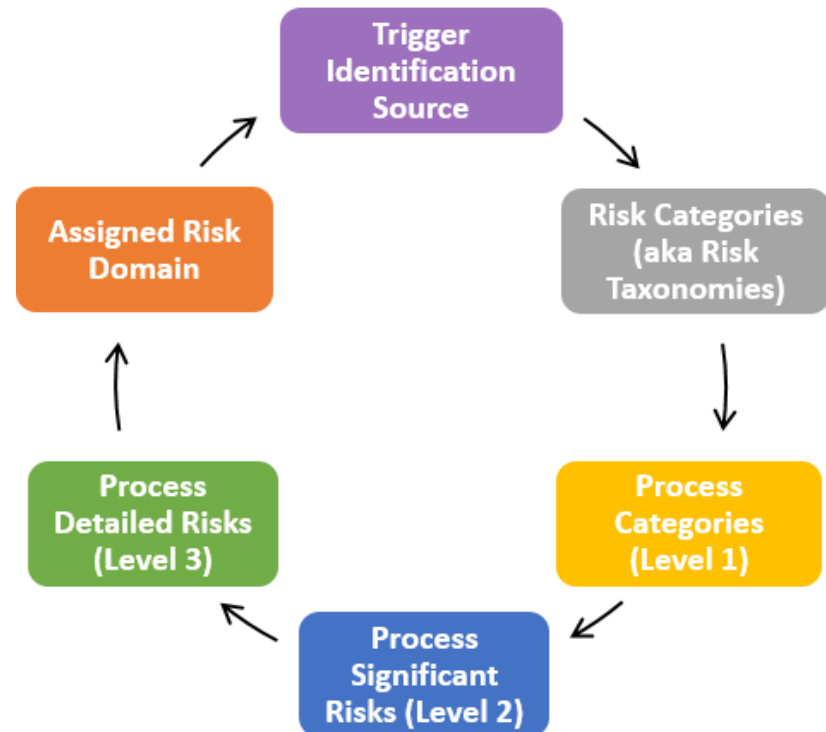 Trigger
Identification
Source
Risk Categories
(aka Risk
Taxonomies)
Process
Categories
(Level 1)
Process
Significant
Risks (Level 2)
Process
Detailed Risks
(Level 3)
Assigned Risk
Domain